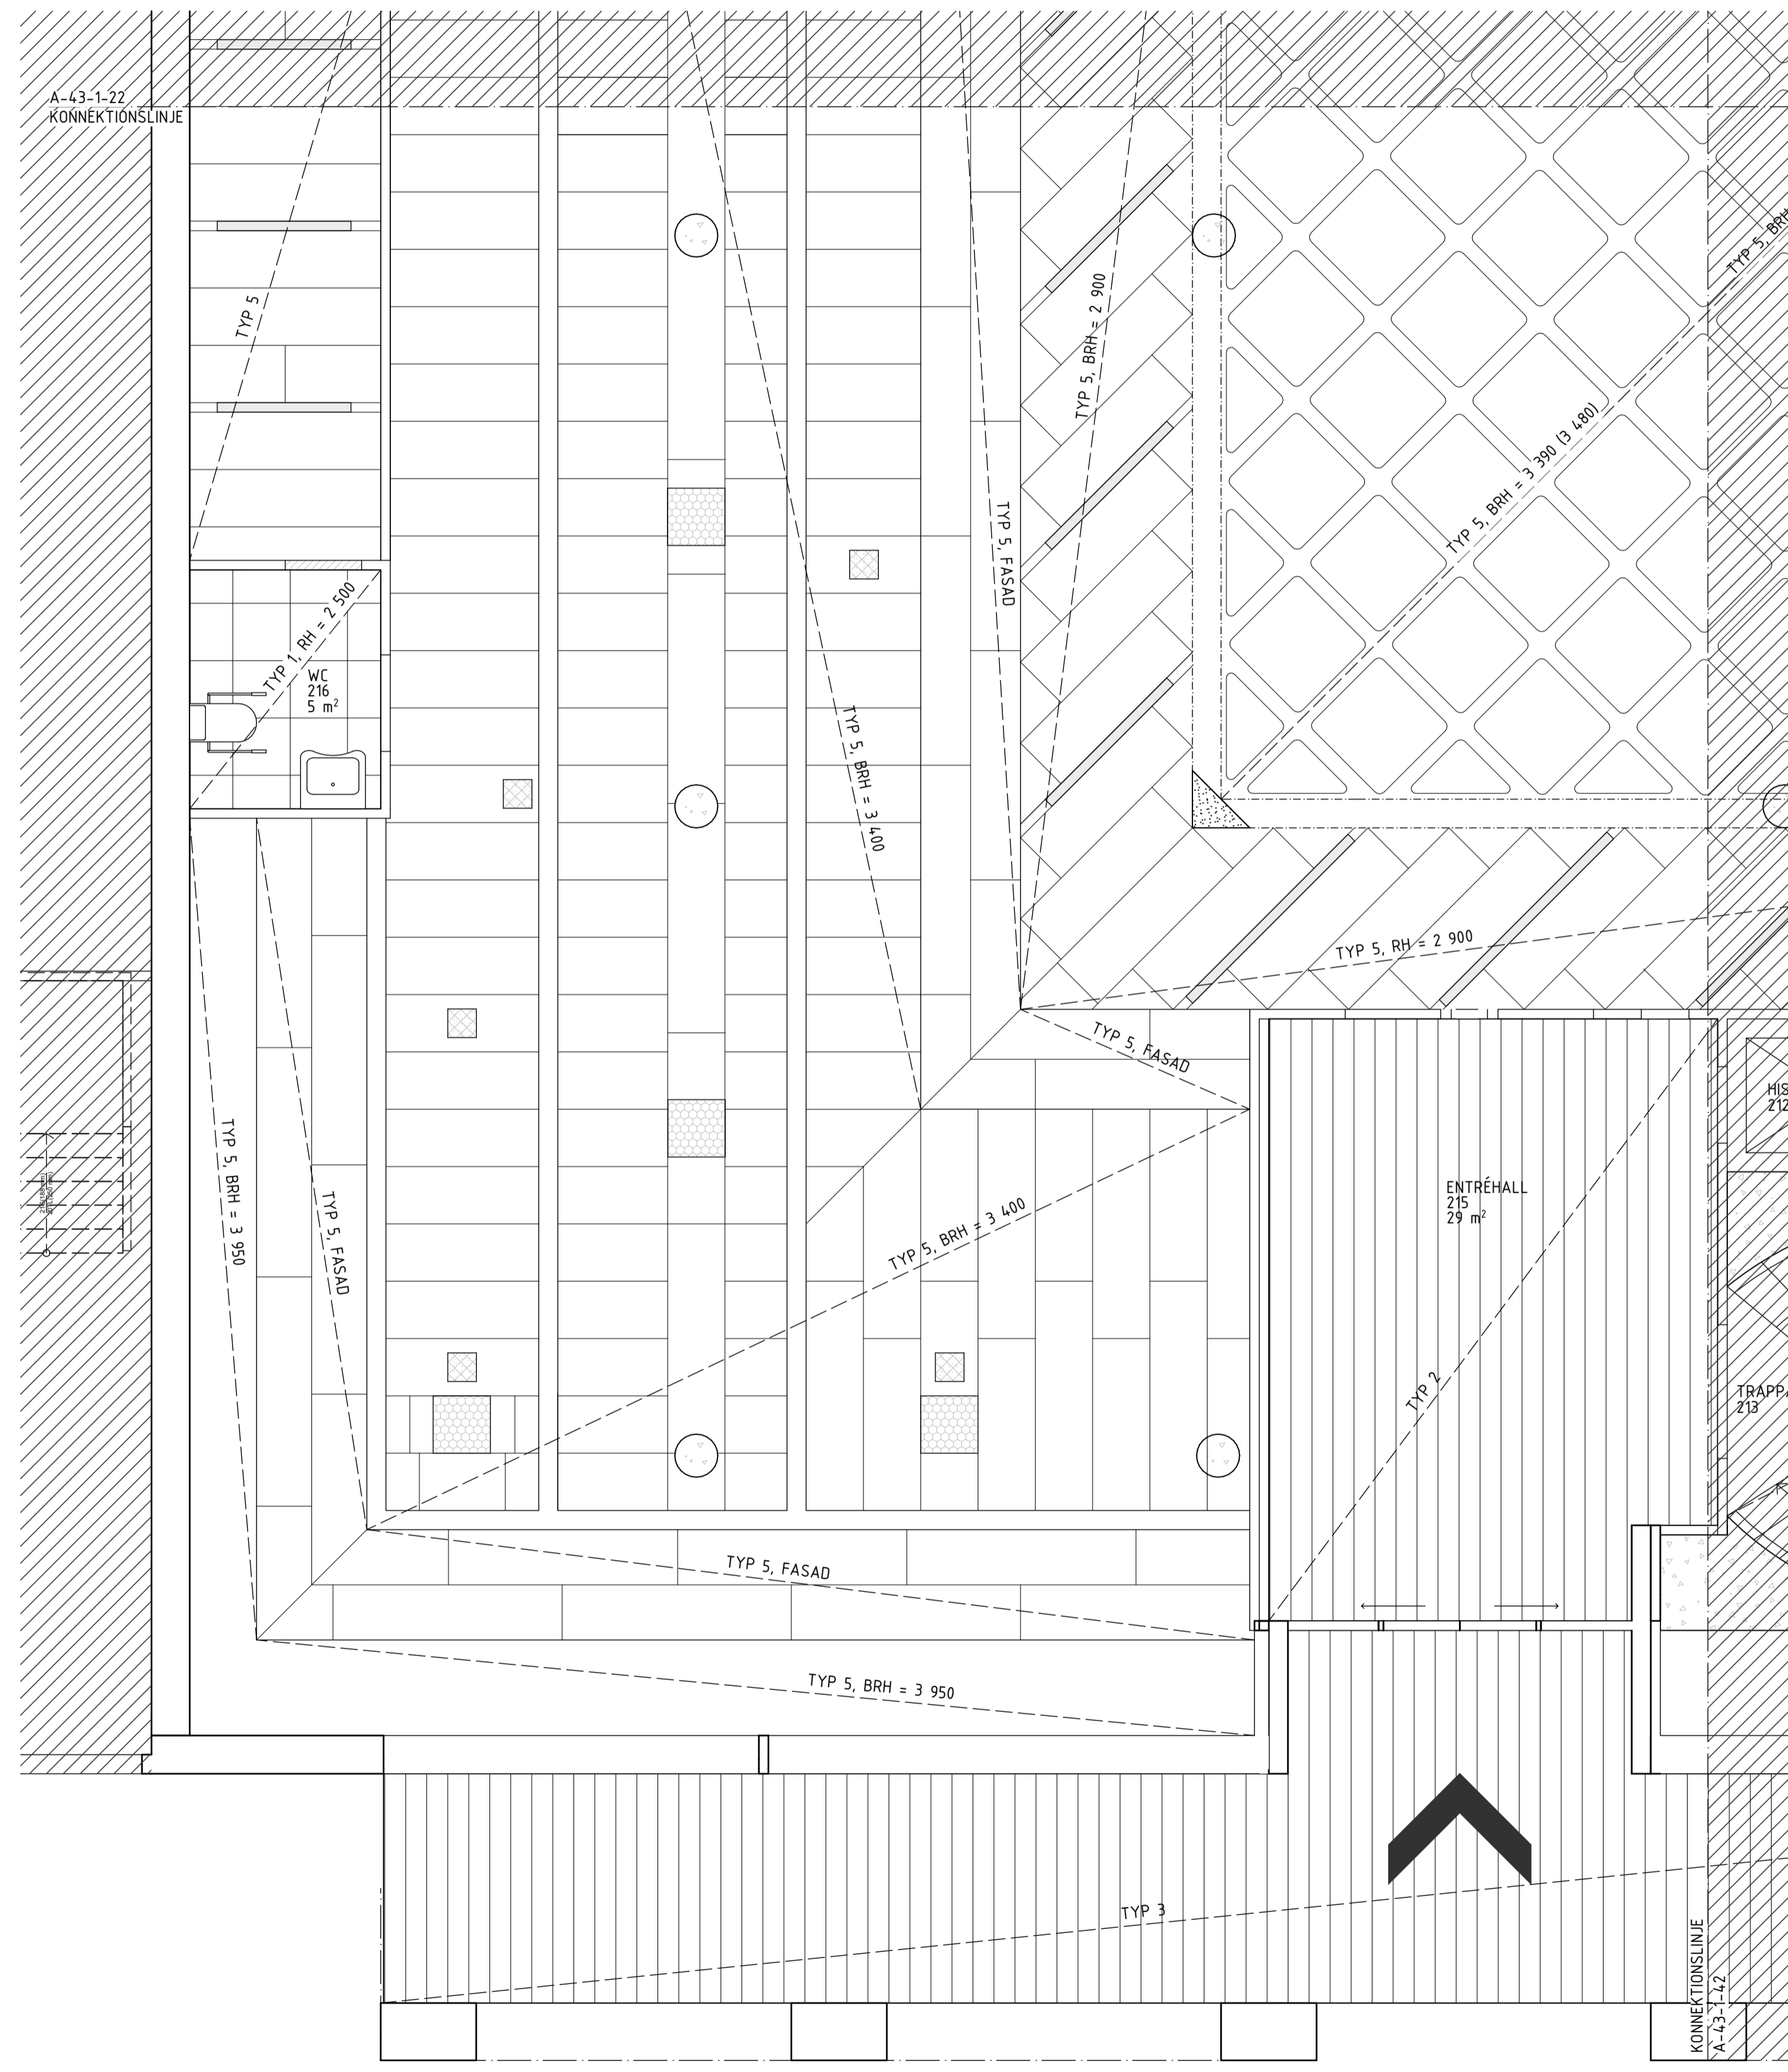 A-43-1-22
KONNEKTIONSLINJE
TYP 5
TYP 5, BRH = 2 900
TYP 5, BRH
TYP 5, BRH = 3 390 (3 480)
TYP 5, FASAD
TYP 1, RH = 2 500
WC
216
5 m²
TYP 5, BRH = 3 400
TYP 5, RH = 2 900
TYP 5, FASAD
HIS
212
TYP 5, BRH = 3 950
TYP 5, FASAD
TYP 5, BRH = 3 400
ENTRÉHALL
215
29 m²
TYP 2
TRAPP
213
TYP 5, FASAD
TYP 5, BRH = 3 950
TYP 3
KONNEKTIONSLINJE
A-43-1-42